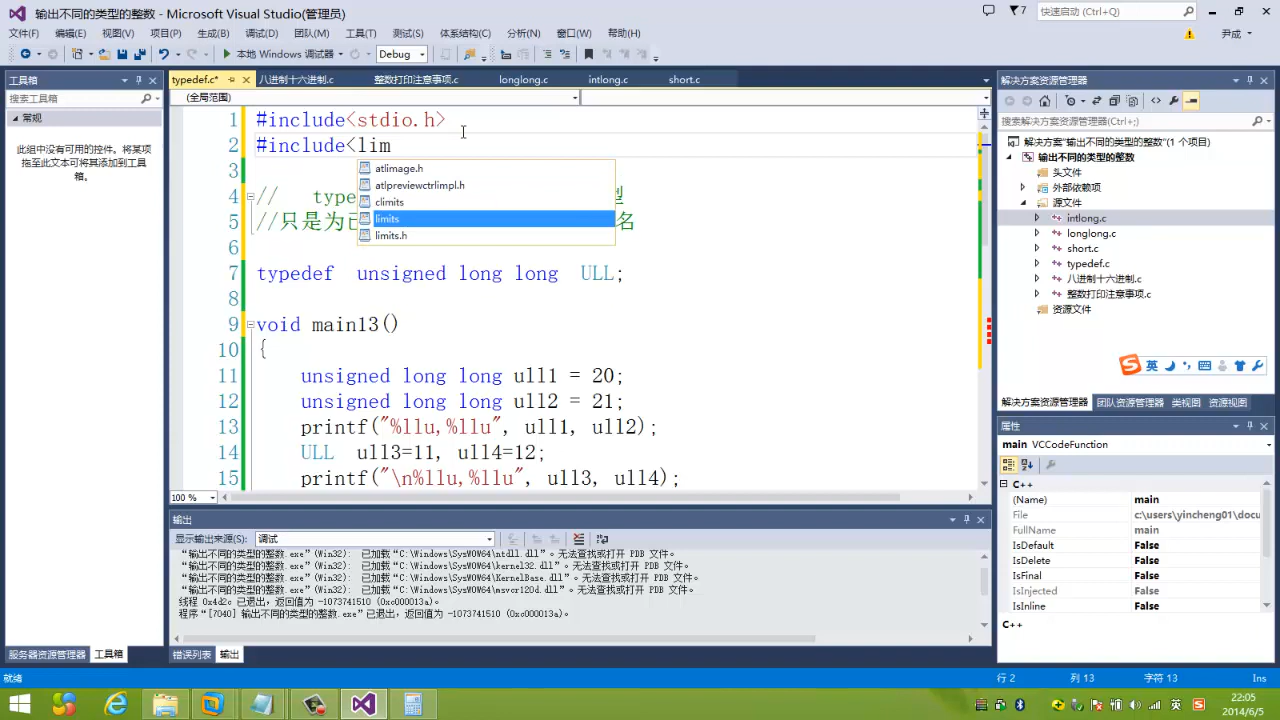 输出不同的类型的整数 - Microsoft Visual Studio(管理员)
7
快速启动 (Ctrl+Q)
文件(F) 编辑(E) 视图(V) 项目(P) 生成(B) 调试(D) 团队(M) 工具(T) 测试(S) 体系结构(C) 分析(N) 窗口(W) 帮助(H)
尹成
本地 Windows 调试器 Debug
工具箱
搜索工具箱
常规
此组中没有可用的控件。将某项
拖至此文本可将其添加到工具
箱。
服务器资源管理器 工具箱
typedef.c* 八进制十六进制.c 整数打印注意事项.c longlong.c intlong.c short.c
(全局范围)
1 #include<stdio.h>
2 #include<lim
3
4 // type 型
5 //只是为已 名
6
7 typedef unsigned long long ULL;
8
9 void main13()
10 {
11 unsigned long long ull1 = 20;
12 unsigned long long ull2 = 21;
13 printf("%llu,%llu", ull1, ull2);
14 ULL ull3=11, ull4=12;
15 printf("\n%llu,%llu", ull3, ull4);
atlimage.h
atlpreviewctrlimpl.h
climits
limits
limits.h
100 %
输出
显示输出来源(S): 调试
“输出不同的类型的整数.exe”(Win32): 已加载“C:\Windows\SysWOW64\ntdll.dll”。无法查找或打开 PDB 文件。
“输出不同的类型的整数.exe”(Win32): 已加载“C:\Windows\SysWOW64\kernel32.dll”。无法查找或打开 PDB 文件。
“输出不同的类型的整数.exe”(Win32): 已加载“C:\Windows\SysWOW64\KernelBase.dll”。无法查找或打开 PDB 文件。
“输出不同的类型的整数.exe”(Win32): 已加载“C:\Windows\SysWOW64\msvcr120d.dll”。无法查找或打开 PDB 文件。
线程 0x4d2c 已退出，返回值为 -1073741510 (0xc000013a)。
程序“[7040] 输出不同的类型的整数.exe”已退出，返回值为 -1073741510 (0xc000013a)。
错误列表 输出
解决方案资源管理器
搜索解决方案资源管理器(Ctrl+;)
解决方案“输出不同的类型的整数”(1 个项目)
输出不同的类型的整数
头文件
外部依赖项
源文件
intlong.c
longlong.c
short.c
typedef.c
八进制十六进制.c
整数打印注意事项.c
资源文件
英
解决方案资源管理器 团队资源管理器 类视图 资源视图
属性
main VCCodeFunction
C++
(Name) main
File c:\users\yincheng01\docu
FullName main
IsDefault False
IsDelete False
IsFinal False
IsInjected False
IsInline False
C++
就绪 行 2 列 13 字符 13 Ins
英
22:05
2014/6/5